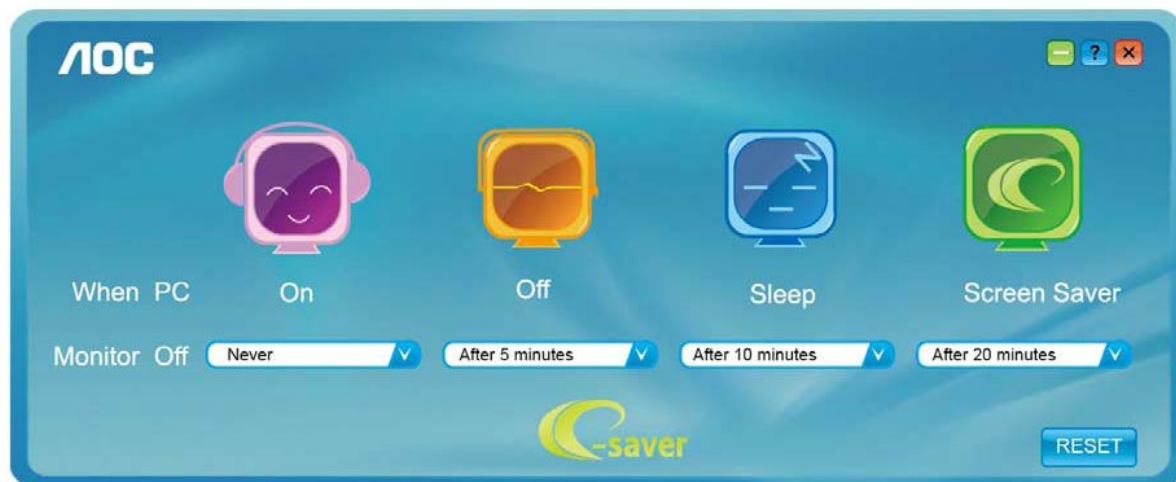 AOC
?
When PC On Off Sleep Screen Saver
Monitor Off Never After 5 minutes After 10 minutes After 20 minutes
e-saver
RESET